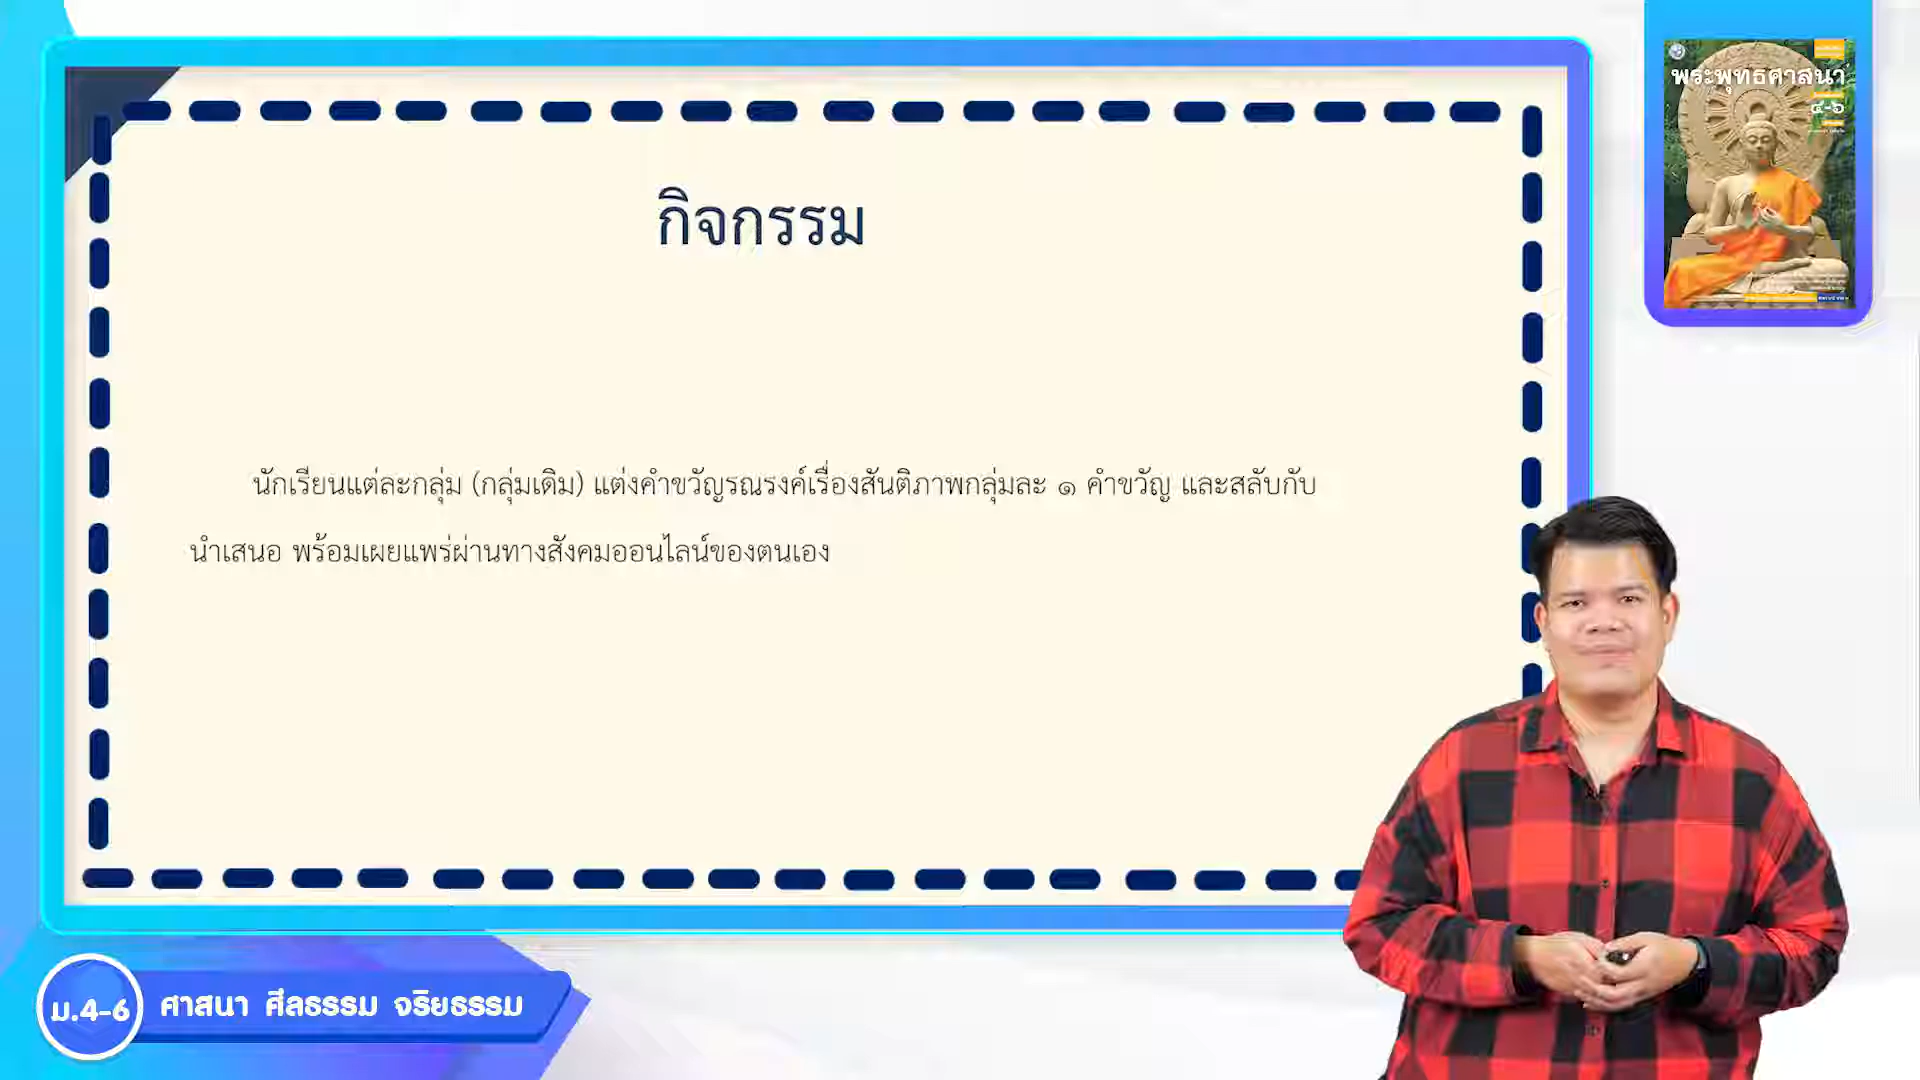 พระพุทธศาสนา
๔-๖
กิจกรรม
นักเรียนแต่ละกลุ่ม (กลุ่มเดิม) แต่งคำขวัญรณรงค์เรื่องสันติภาพกลุ่มละ ๑ คำขวัญ และสลับกับ
นำเสนอ พร้อมเผยแพร่ผ่านทางสังคมออนไลน์ของตนเอง
ม.4-6 ศาสนา ศีลธรรม จริยธรรม